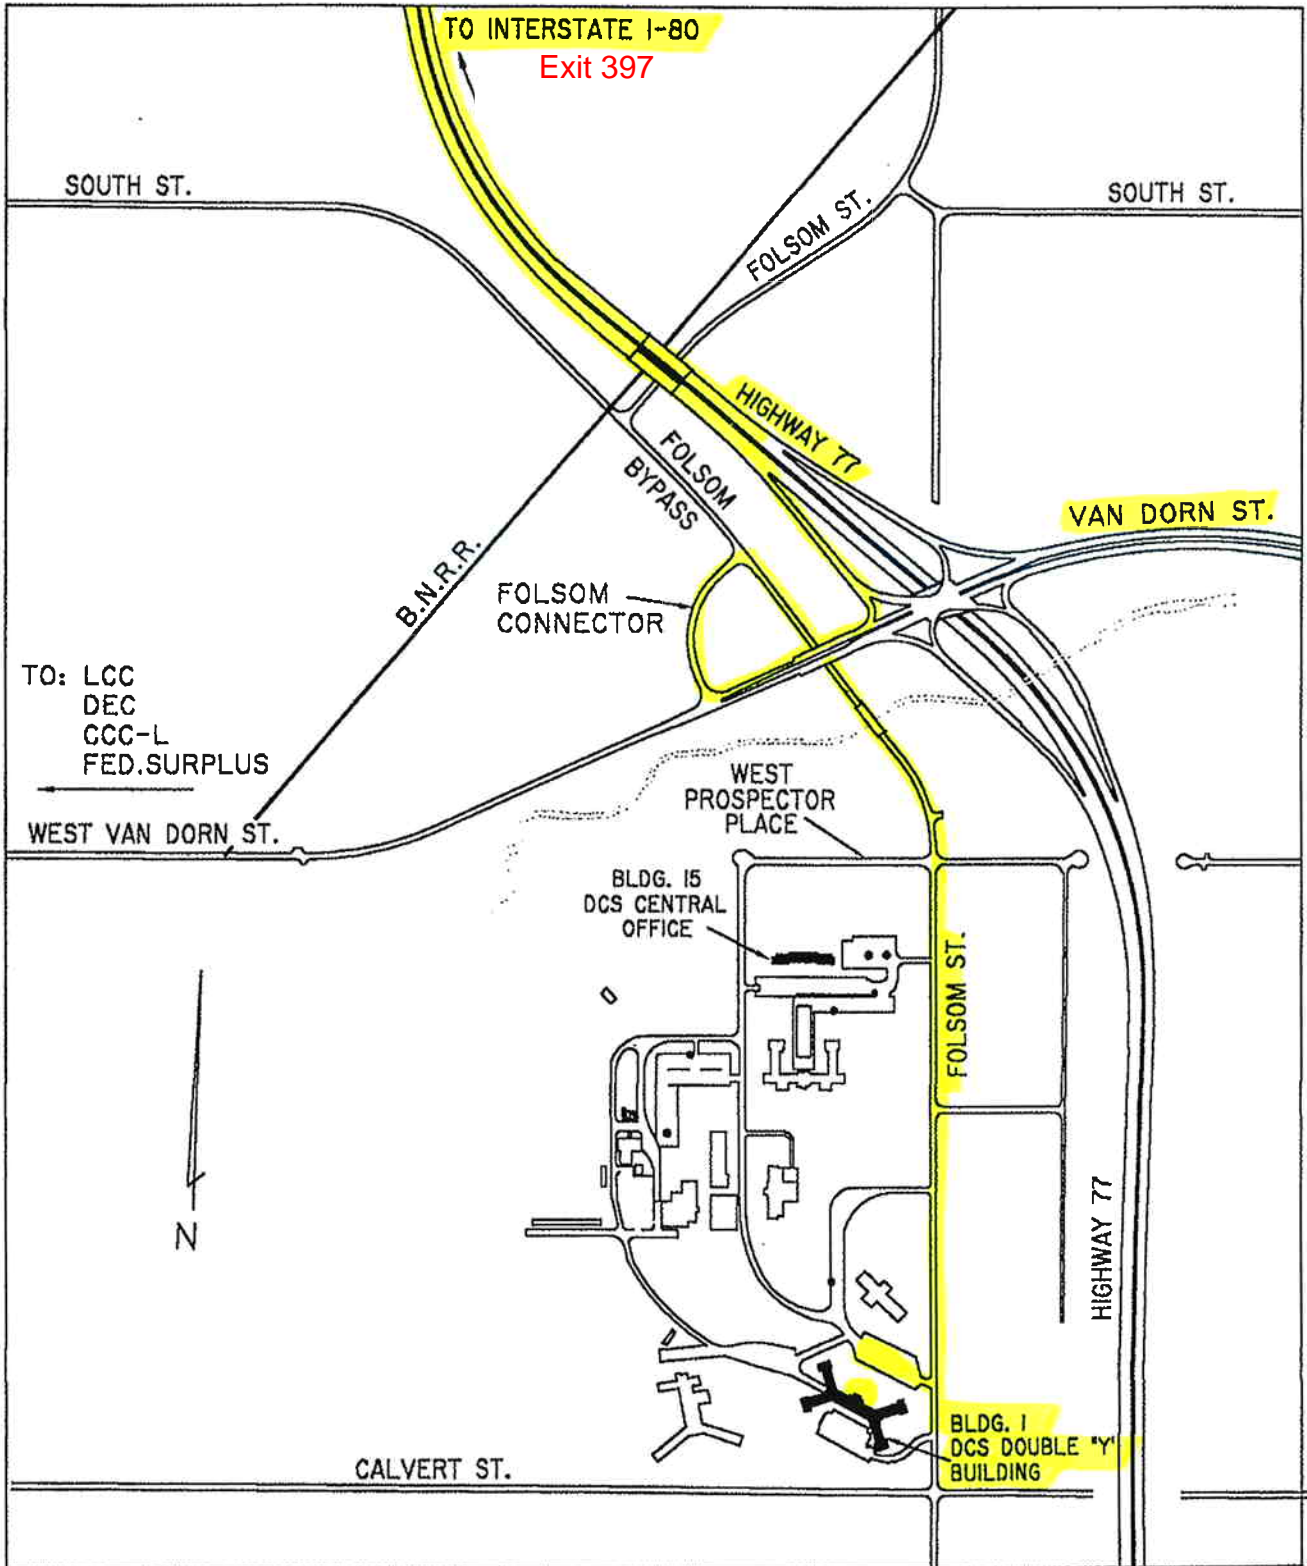 TO INTERSTATE I-80
Exit 397
SOUTH ST.
SOUTH ST.
FOLSOM ST.
HIGHWAY 77
FOLSOM
BYPASS
VAN DORN ST.
B.N.R.R.
FOLSOM
CONNECTOR
TO: LCC
DEC
CCC-L
FED.SURPLUS
WEST VAN DORN ST.
WEST
PROSPECTOR
PLACE
BLDG. 15
DCS CENTRAL
OFFICE
FOLSOM ST.
N
HIGHWAY 77
BLDG. 1
DCS DOUBLE "Y"
BUILDING
CALVERT ST.